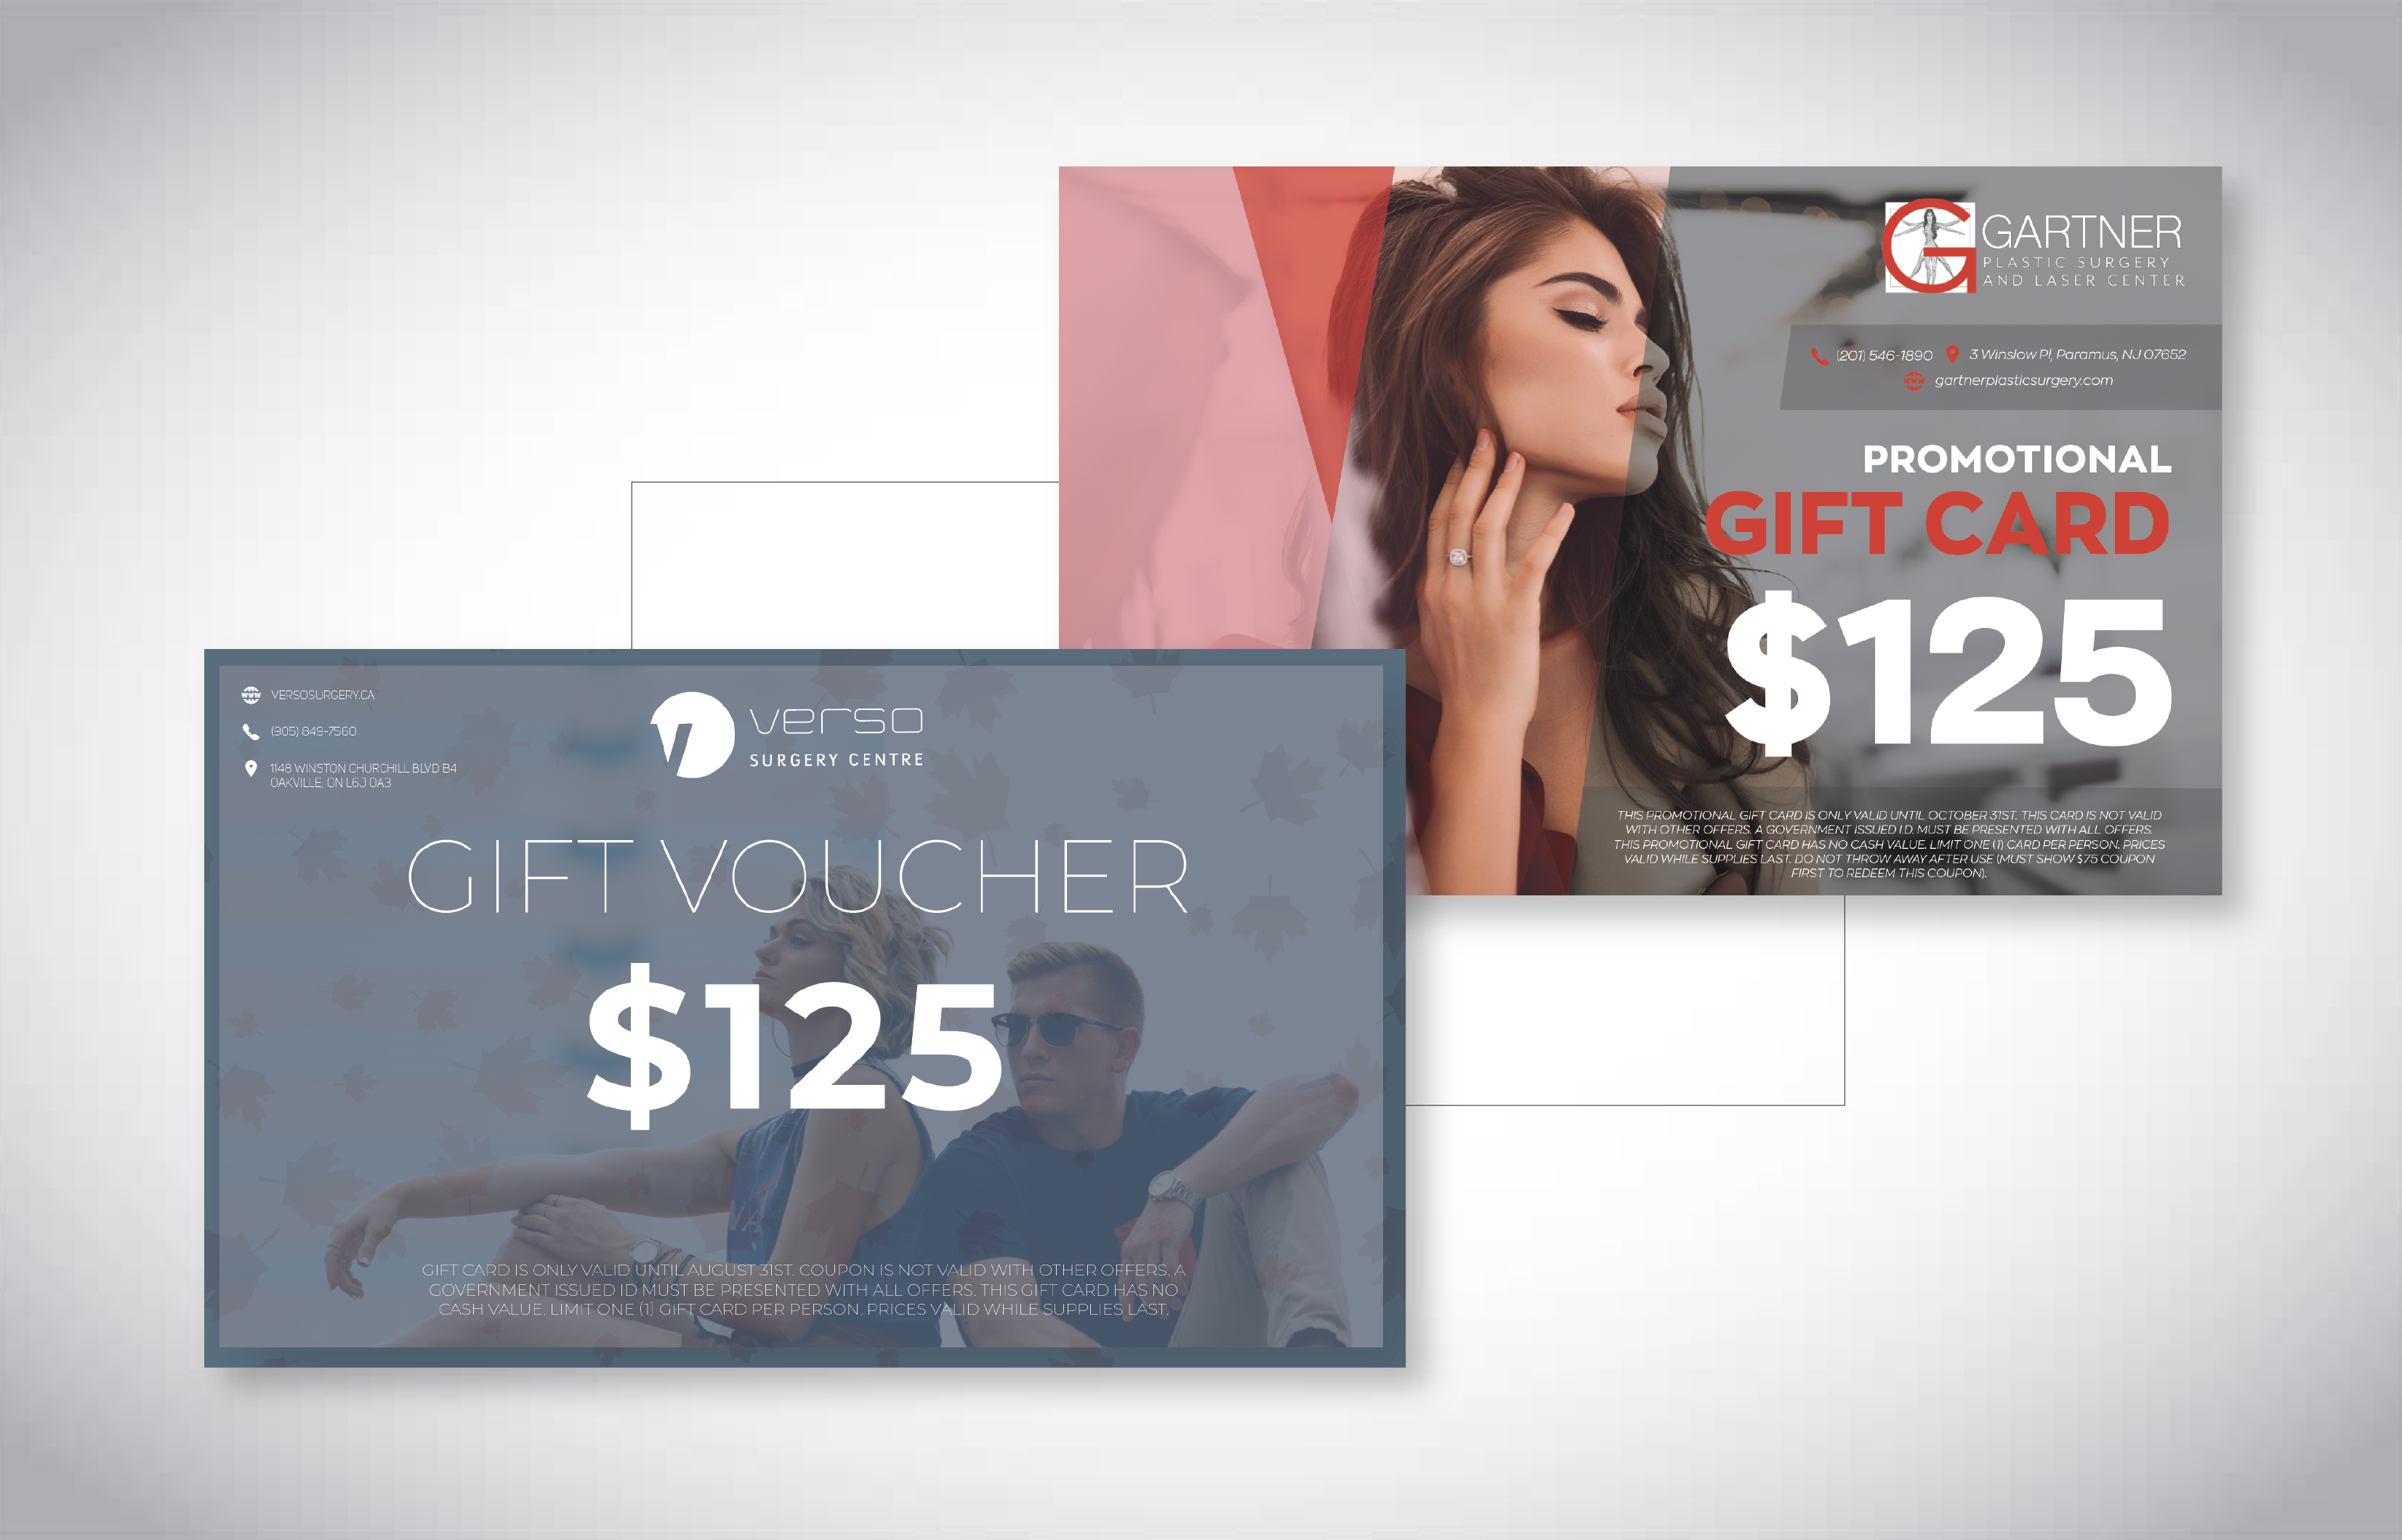 GARTNER
PLASTIC SURGERY
AND LASER CENTER
(201) 546-1890 3 Winslow Pl, Paramus, NJ 07652
www gartnerplasticsurgery.com
PROMOTIONAL
GIFT CARD
$125
THIS PROMOTIONAL GIFT CARD IS ONLY VALID UNTIL OCTOBER 31ST. THIS CARD IS NOT VALID
WITH OTHER OFFERS. A GOVERNMENT ISSUED I.D. MUST BE PRESENTED WITH ALL OFFERS.
THIS PROMOTIONAL GIFT CARD HAS NO CASH VALUE. LIMIT ONE (1) CARD PER PERSON. PRICES
VALID WHILE SUPPLIES LAST. DO NOT THROW AWAY AFTER USE (MUST SHOW $75 COUPON
FIRST TO REDEEM THIS COUPON).
www VERSOSURGERY.CA
(905) 849-7560
1148 WINSTON CHURCHILL BLVD B4
OAKVILLE, ON L6J 0A3
verso
SURGERY CENTRE
GIFT VOUCHER
$125
GIFT CARD IS ONLY VALID UNTIL AUGUST 31ST. COUPON IS NOT VALID WITH OTHER OFFERS. A
GOVERNMENT ISSUED ID MUST BE PRESENTED WITH ALL OFFERS. THIS GIFT CARD HAS NO
CASH VALUE. LIMIT ONE (1) GIFT CARD PER PERSON. PRICES VALID WHILE SUPPLIES LAST.